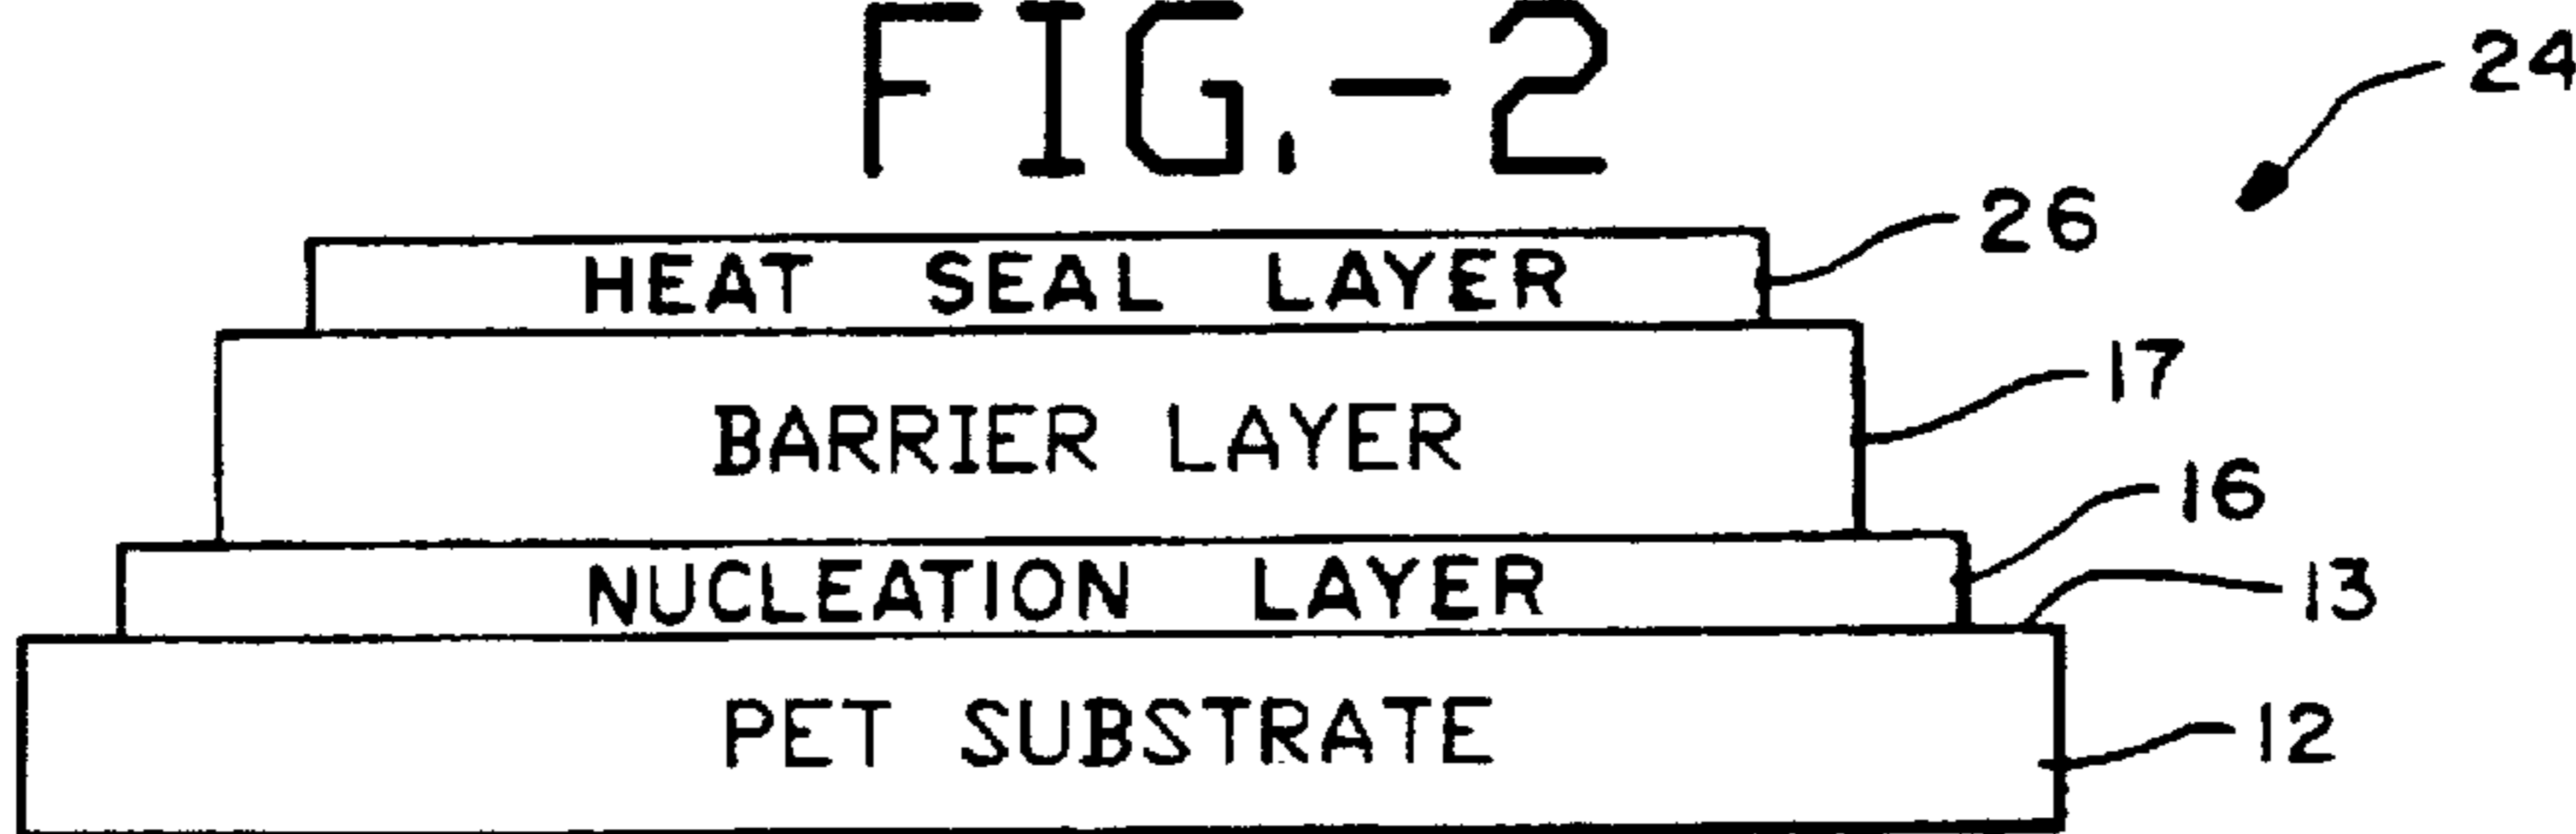 FIG.-2
24
HEAT SEAL LAYER
26
BARRIER LAYER
17
16
NUCLEATION LAYER
13
PET SUBSTRATE
12